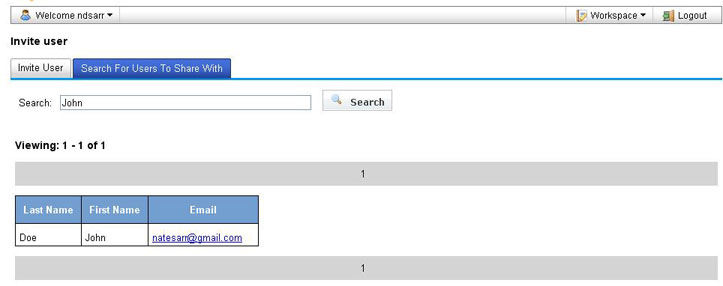 Welcome ndsarr Workspace Logout
Invite user
Invite User Search For Users To Share With
Search: John Search
Viewing: 1 - 1 of 1
1
Last Name First Name Email
Doe John natesarr@gmail.com
1